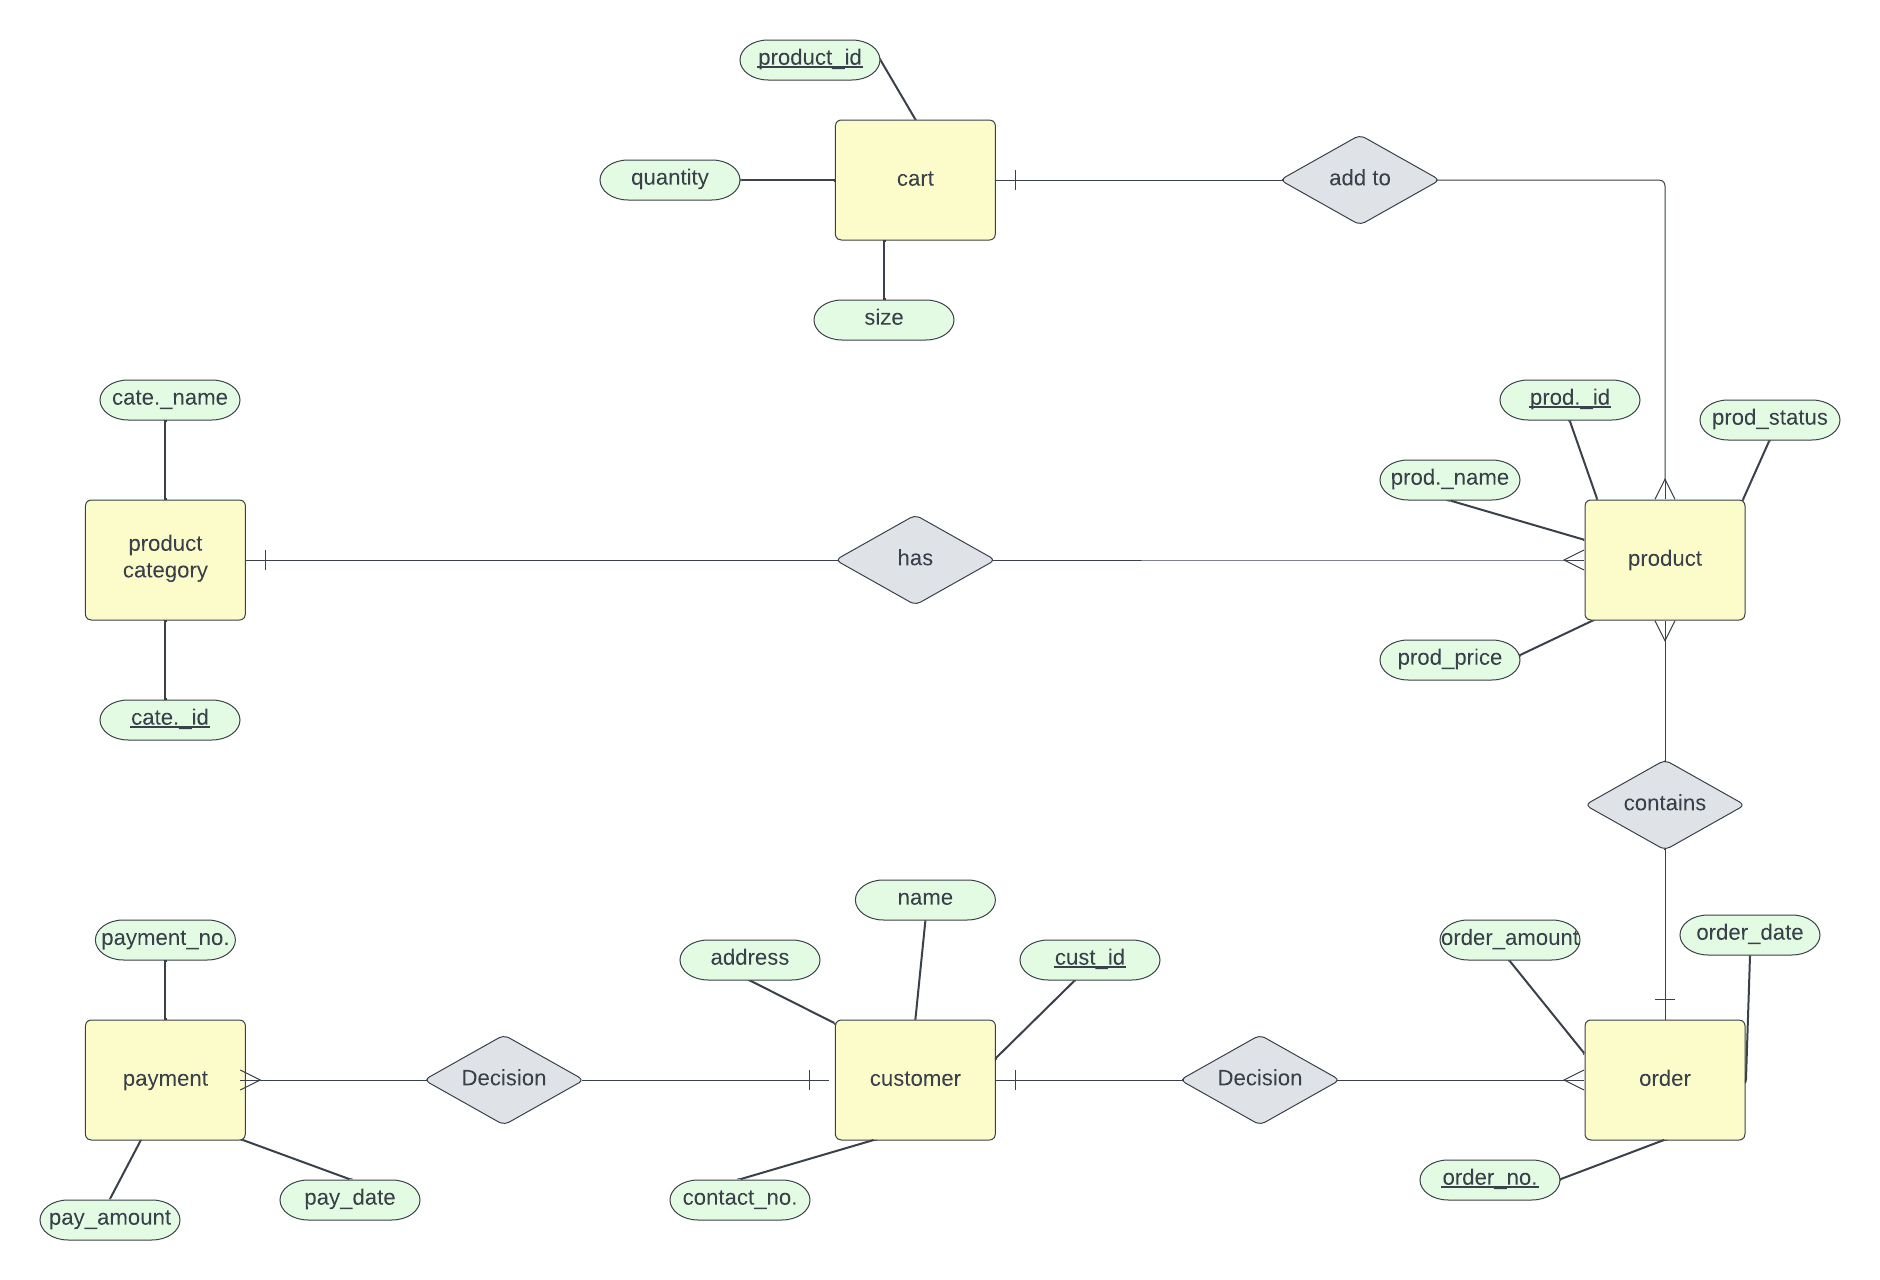 product_id
quantity
cart
add to
size
cate._name
prod._id
prod_status
prod._name
product
category
has
product
prod_price
cate._id
contains
name
payment_no.
address
cust_id
order_amount
order_date
payment
Decision
customer
Decision
order
pay_amount
pay_date
contact_no.
order_no.